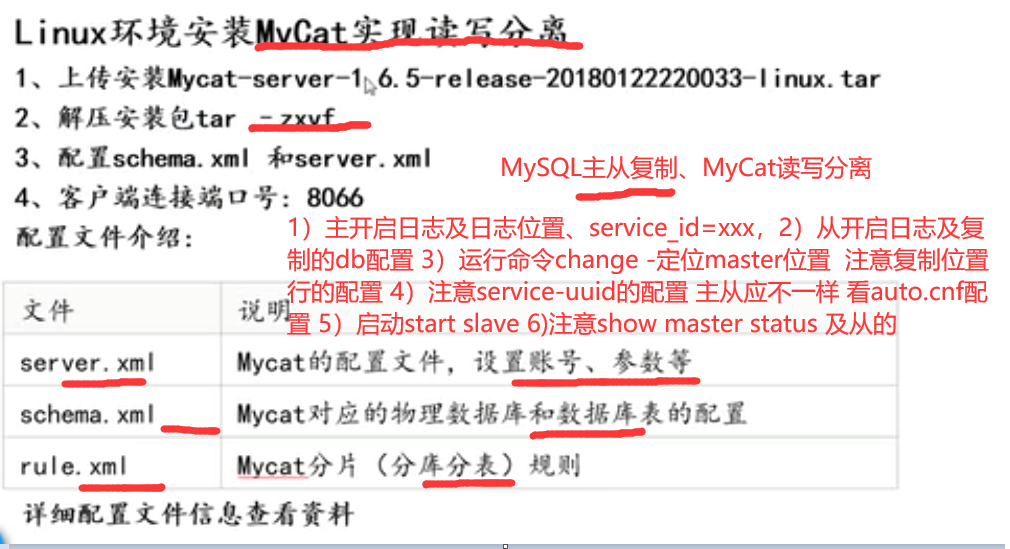 Linux环境安装MyCat实现读写分离
1、上传安装Mycat-server-1.6.5-release-20180122220033-linux.tar
2、解压安装包tar -zxvf
3、配置schema.xml 和server.xml
4、客户端连接端口号：8066
配置文件介绍：
MySQL主从复制、MyCat读写分离
1）主开启日志及日志位置、service_id=xxx，2）从开启日志及复
制的db配置 3）运行命令change -定位master位置 注意复制位置
行的配置 4）注意service-uuid的配置 主从应不一样 看auto.cnf配
置 5）启动start slave 6)注意show master status 及从的
文件 说明
server.xml Mycat的配置文件，设置账号、参数等
schema.xml Mycat对应的物理数据库和数据库表的配置
rule.xml Mycat分片（分库分表）规则
详细配置文件信息查看资料